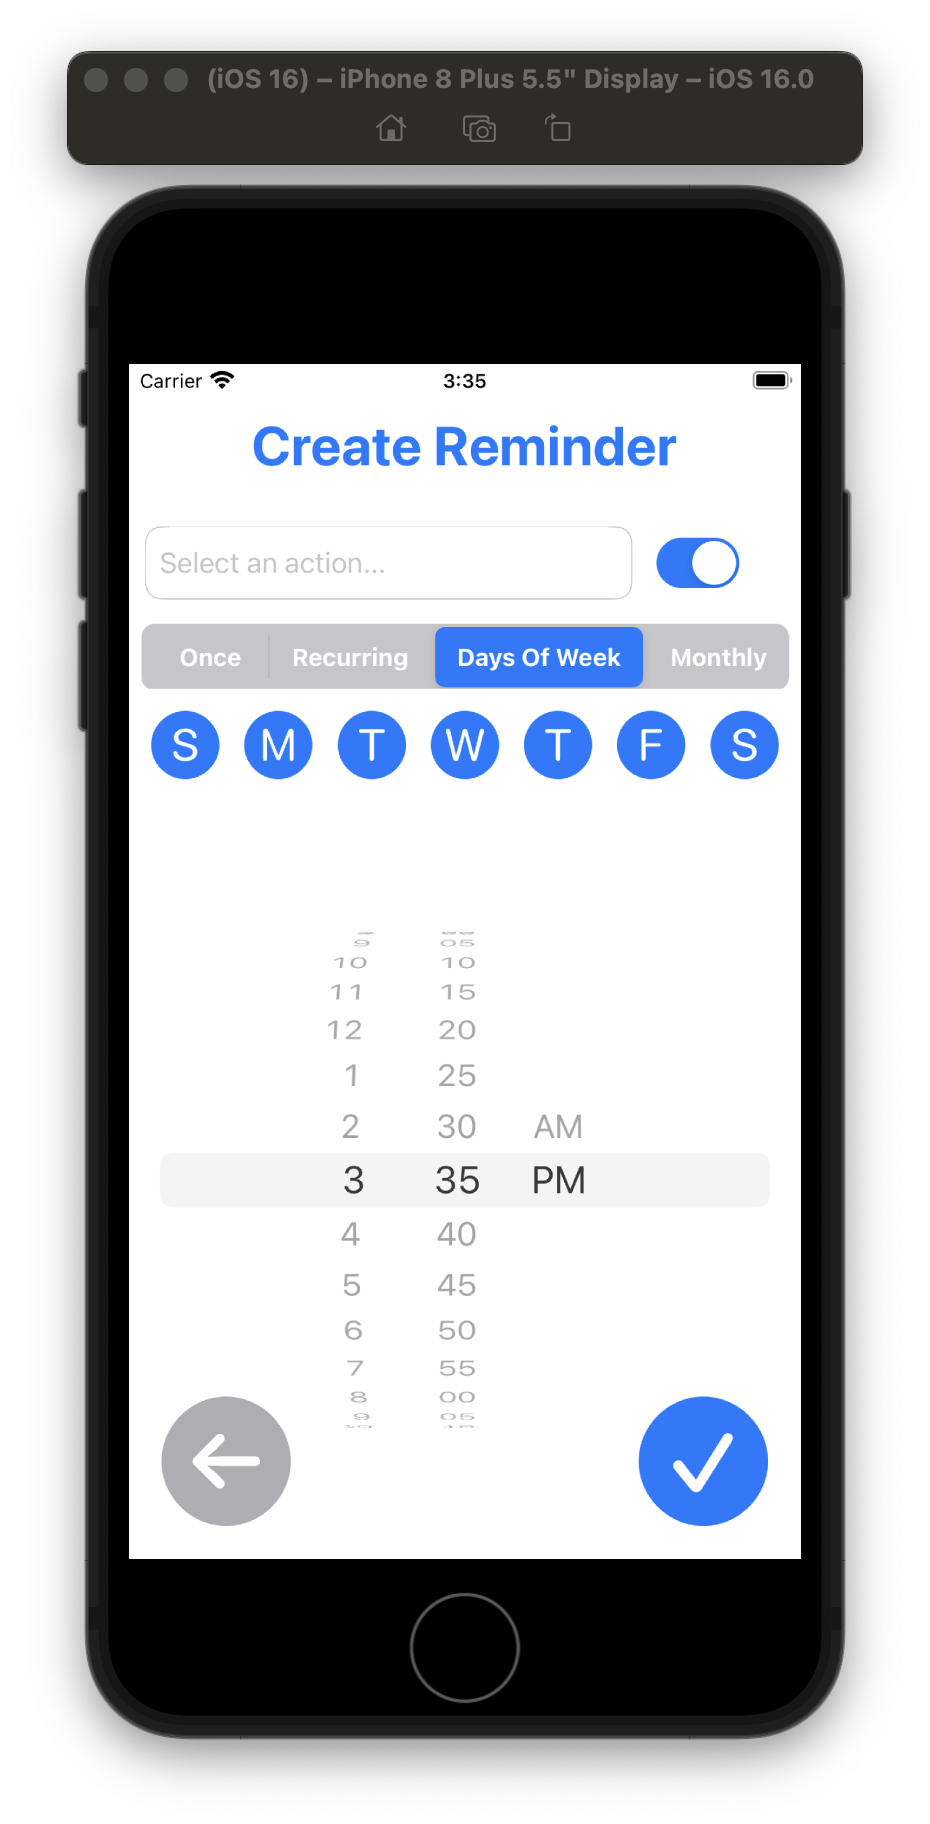 (iOS 16) – iPhone 8 Plus 5.5" Display – iOS 16.0
Carrier 3:35
Create Reminder
Select an action...
Once Recurring Days Of Week Monthly
S M T W T F S
9 05
10 10
11 15
12 20
1 25
2 30 AM
3 35 PM
4 40
5 45
6 50
7 55
8 00
9 05